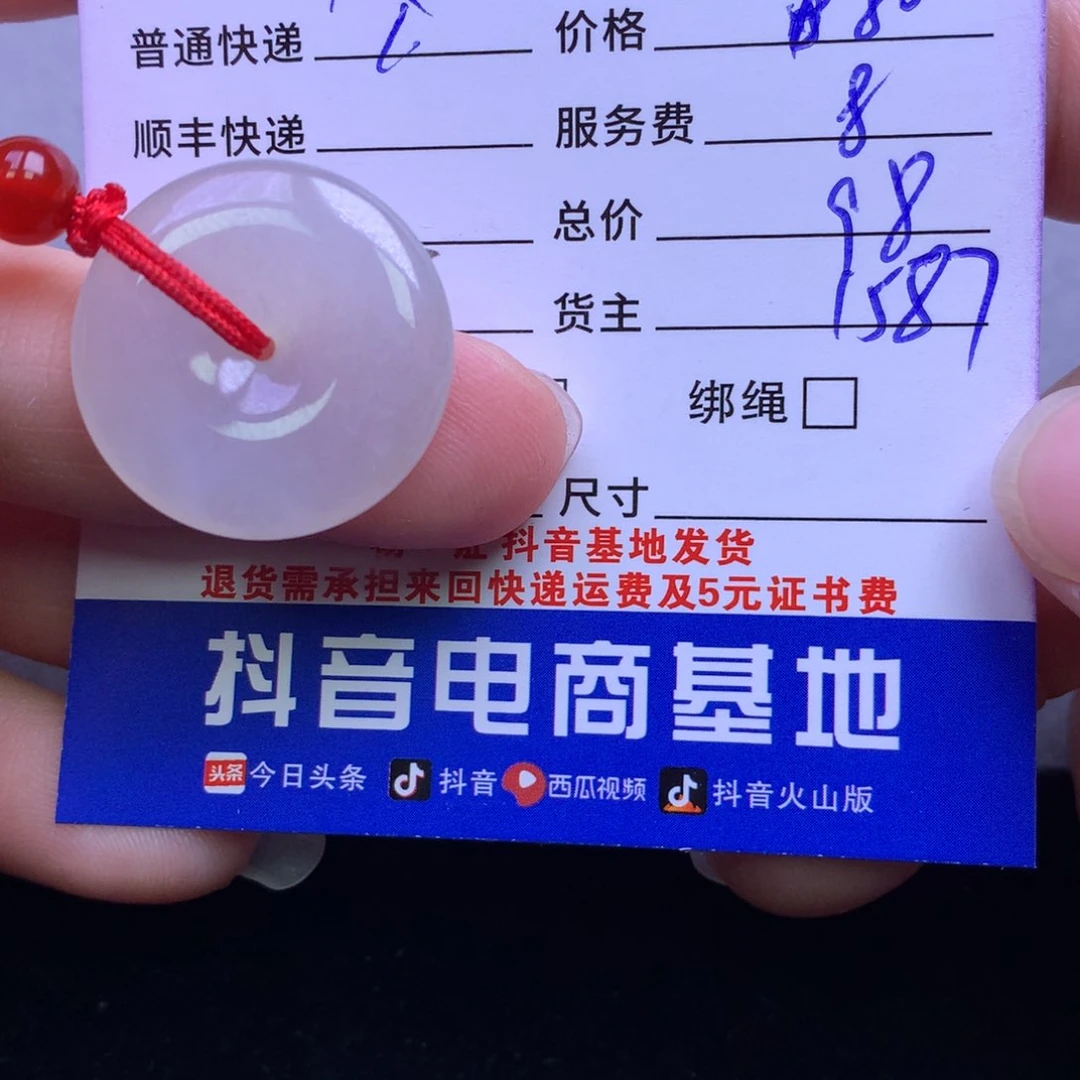 普通快递 价格
顺丰快递 服务费 8
总价 98
货主 1587
绑绳
尺寸
抖音基地发货
退货需承担来回快递运费及5元证书费
抖音电商基地
头条 今日头条 抖音 西瓜视频 抖音火山版